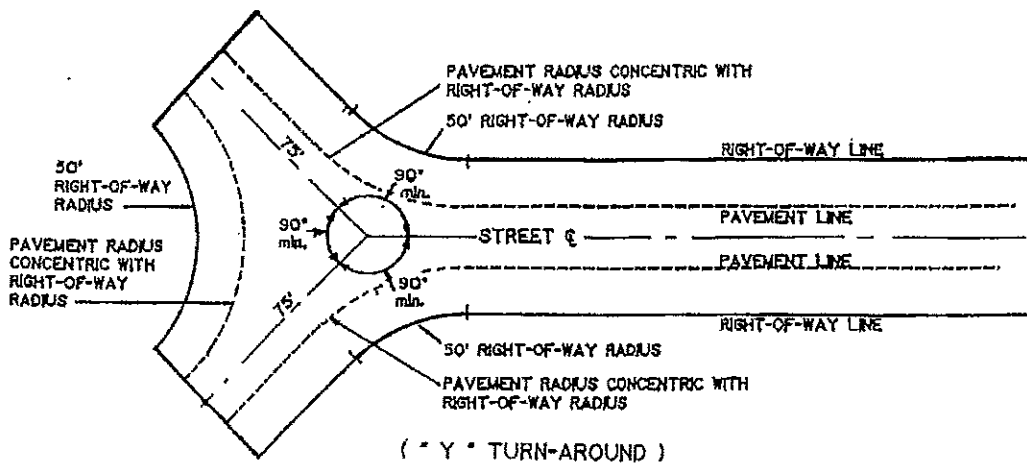 PAVEMENT RADIUS CONCENTRIC WITH
RIGHT-OF-WAY RADIUS
50' RIGHT-OF-WAY RADIUS
75'
RIGHT-OF-WAY LINE
50'
RIGHT-OF-WAY
RADIUS
90°
min.
PAVEMENT LINE
90°
min.
STREET ℄
PAVEMENT RADIUS
CONCENTRIC WITH
RIGHT-OF-WAY
RADIUS
PAVEMENT LINE
90°
min.
75'
RIGHT-OF-WAY LINE
50' RIGHT-OF-WAY RADIUS
PAVEMENT RADIUS CONCENTRIC WITH
RIGHT-OF-WAY RADIUS
( " Y " TURN-AROUND )